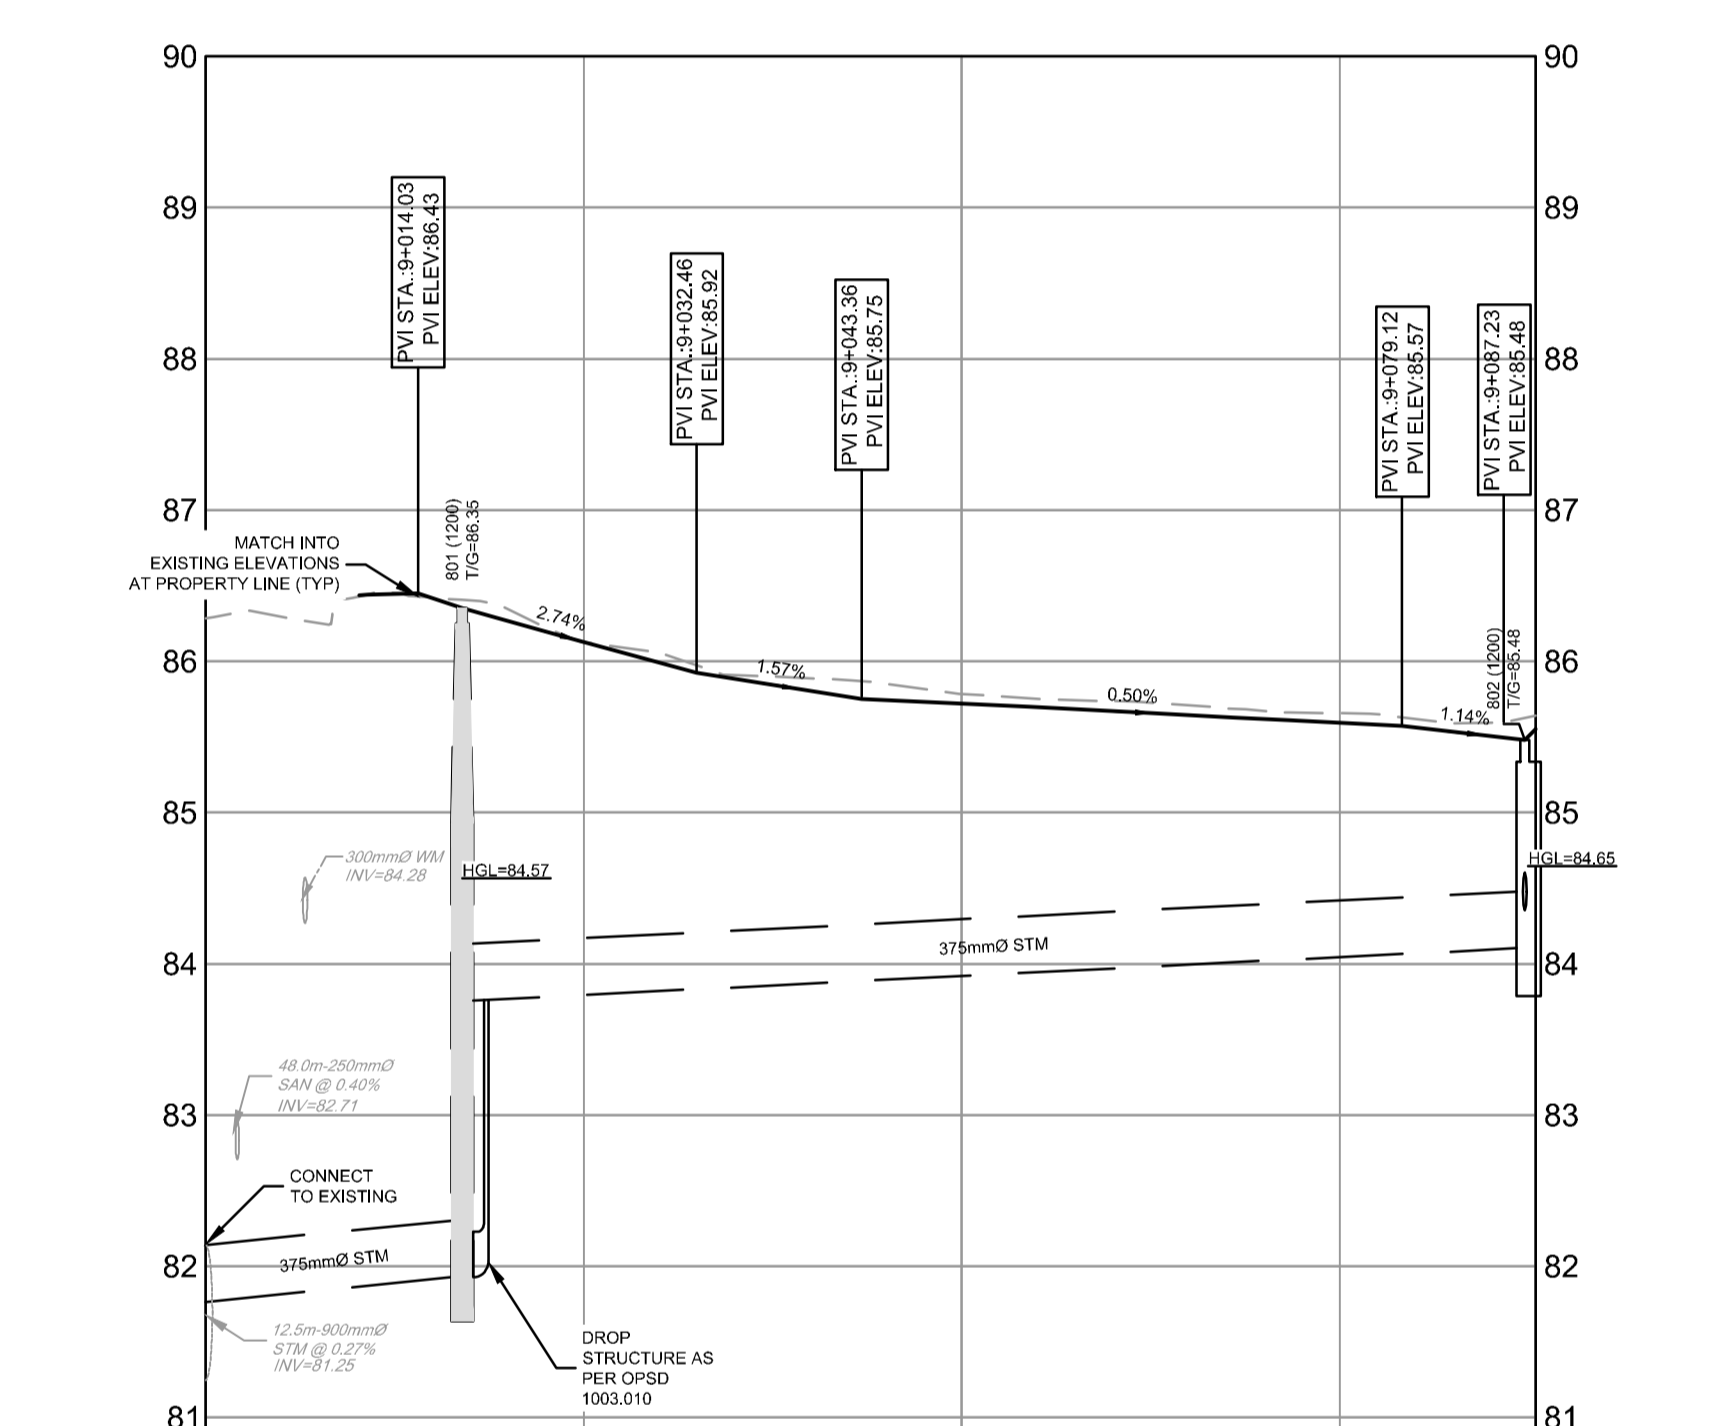 90
90
89
89
88
88
87
87
86
86
85
85
84
84
83
83
82
82
81
81
PVI STA.:9+014.03
PVI ELEV:86.43
PVI STA.:9+032.46
PVI ELEV:85.92
PVI STA.:9+043.36
PVI ELEV:85.75
PVI STA.:9+079.12
PVI ELEV:85.57
PVI STA.:9+087.23
PVI ELEV:85.48
801 (1200)
T/G=86.35
MATCH INTO
EXISTING ELEVATIONS
AT PROPERTY LINE (TYP)
2.74%
1.57%
0.50%
1.14%
802 (1200)
T/G=85.48
300mmØ WM
INV=84.28
HGL=84.57
HGL=84.65
375mmØ STM
48.0m-250mmØ
SAN @ 0.40%
INV=82.71
CONNECT
TO EXISTING
375mmØ STM
12.5m-900mmØ
STM @ 0.27%
INV=81.25
DROP
STRUCTURE AS
PER OPSD
1003.010